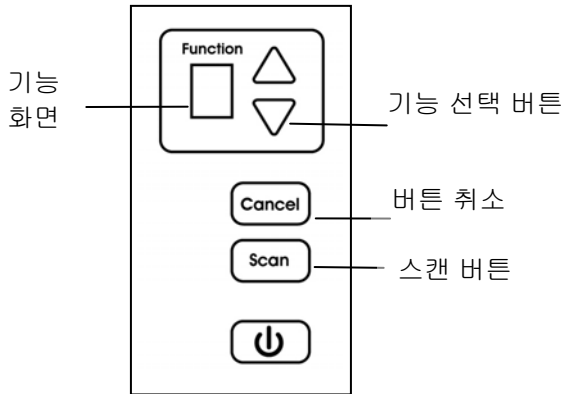 Function
기능
화면
기능 선택 버튼
Cancel
버튼 취소
Scan
스캔 버튼